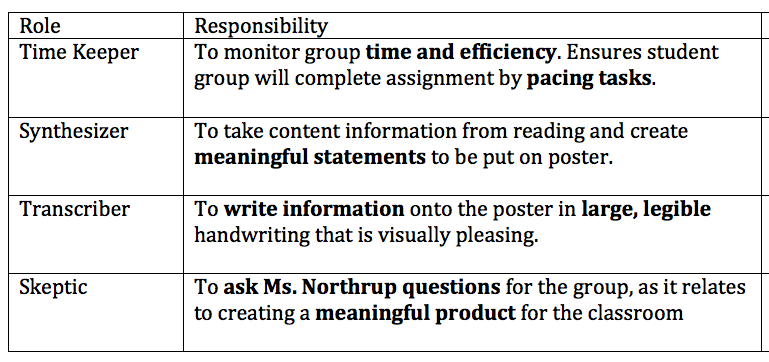 Role Responsibility
Time Keeper To monitor group time and efficiency. Ensures student
group will complete assignment by pacing tasks.
Synthesizer To take content information from reading and create
meaningful statements to be put on poster.
Transcriber To write information onto the poster in large, legible
handwriting that is visually pleasing.
Skeptic To ask Ms. Northrup questions for the group, as it relates
to creating a meaningful product for the classroom